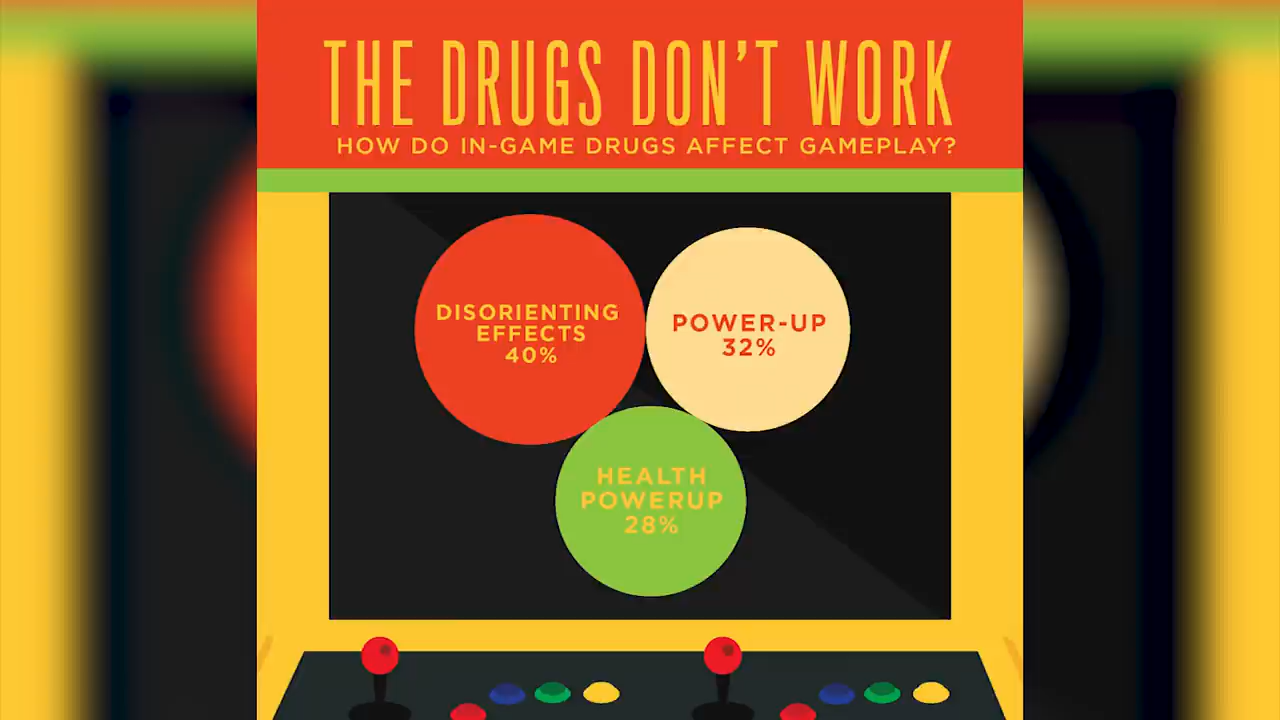 THE DRUGS DON'T WORK
HOW DO IN-GAME DRUGS AFFECT GAMEPLAY?
DISORIENTING
EFFECTS
40%
POWER-UP
32%
HEALTH
POWERUP
28%